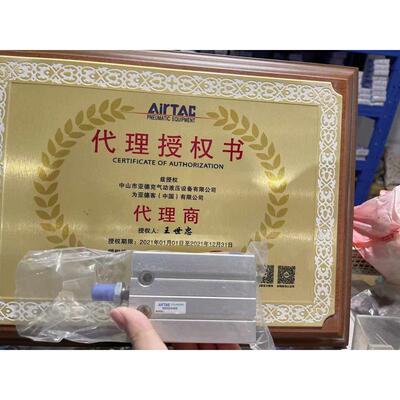 AirTAC
PNEUMATIC EQUIPMENT
代理授权书
CERTIFICATE OF AUTHORIZATION
兹授权
中山市亚德克气动液压设备有限公司
为亚德客（中国）有限公司
代理商
授权人：王世忠
授权期限：2021年01月01日至2021年12月31日
AirTAC